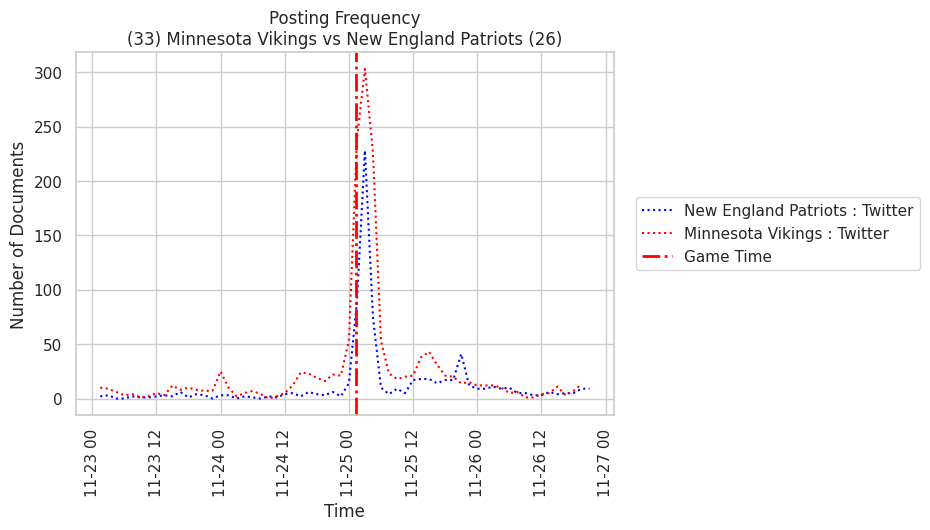 Posting Frequency
(33) Minnesota Vikings vs New England Patriots (26)
Number of Documents
300
250
200
150
100
50
0
11-23 00
11-23 12
11-24 00
11-24 12
11-25 00
11-25 12
11-26 00
11-26 12
11-27 00
Time
New England Patriots : Twitter
Minnesota Vikings : Twitter
Game Time